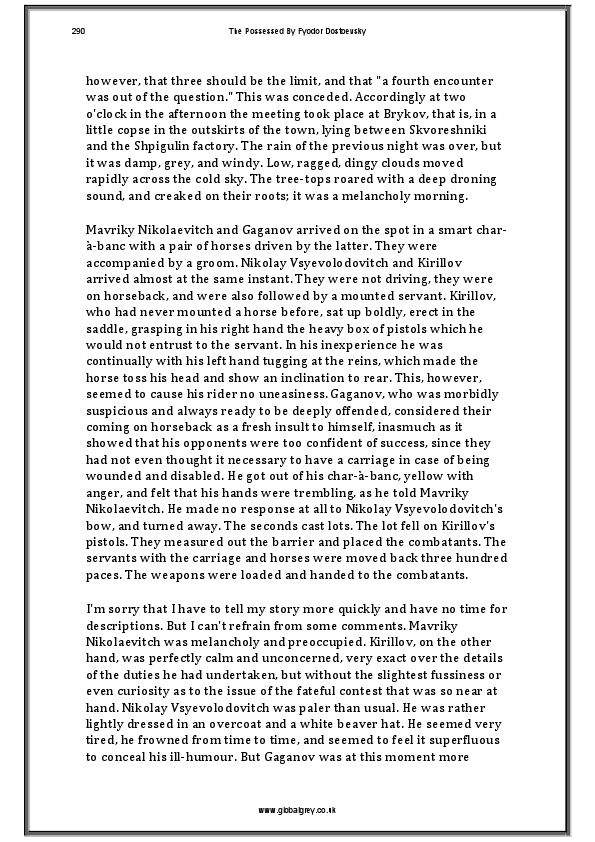 290
The Possessed By Fyodor Dostoevsky
however, that three should be the limit, and that "a fourth encounter
was out of the question." This was conceded. Accordingly at two
o'clock in the afternoon the meeting took place at Brykov, that is, in a
little copse in the outskirts of the town, lying between Skvoreshniki
and the Shpigulin factory. The rain of the previous night was over, but
it was damp, grey, and windy. Low, ragged, dingy clouds moved
rapidly across the cold sky. The tree-tops roared with a deep droning
sound, and creaked on their roots; it was a melancholy morning.
Mavriky Nikolaevitch and Gaganov arrived on the spot in a smart char-
à-banc with a pair of horses driven by the latter. They were
accompanied by a groom. Nikolay Vsyevolodovitch and Kirillov
arrived almost at the same instant. They were not driving, they were
on horseback, and were also followed by a mounted servant. Kirillov,
who had never mounted a horse before, sat up boldly, erect in the
saddle, grasping in his right hand the heavy box of pistols which he
would not entrust to the servant. In his inexperience he was
continually with his left hand tugging at the reins, which made the
horse toss his head and show an inclination to rear. This, however,
seemed to cause his rider no uneasiness. Gaganov, who was morbidly
suspicious and always ready to be deeply offended, considered their
coming on horseback as a fresh insult to himself, inasmuch as it
showed that his opponents were too confident of success, since they
had not even thought it necessary to have a carriage in case of being
wounded and disabled. He got out of his char-à-banc, yellow with
anger, and felt that his hands were trembling, as he told Mavriky
Nikolaevitch. He made no response at all to Nikolay Vsyevolodovitch's
bow, and turned away. The seconds cast lots. The lot fell on Kirillov's
pistols. They measured out the barrier and placed the combatants. The
servants with the carriage and horses were moved back three hundred
paces. The weapons were loaded and handed to the combatants.
I'm sorry that I have to tell my story more quickly and have no time for
descriptions. But I can't refrain from some comments. Mavriky
Nikolaevitch was melancholy and preoccupied. Kirillov, on the other
hand, was perfectly calm and unconcerned, very exact over the details
of the duties he had undertaken, but without the slightest fussiness or
even curiosity as to the issue of the fateful contest that was so near at
hand. Nikolay Vsyevolodovitch was paler than usual. He was rather
lightly dressed in an overcoat and a white beaver hat. He seemed very
tired, he frowned from time to time, and seemed to feel it superfluous
to conceal his ill-humour. But Gaganov was at this moment more
www.globalgrey.co.uk